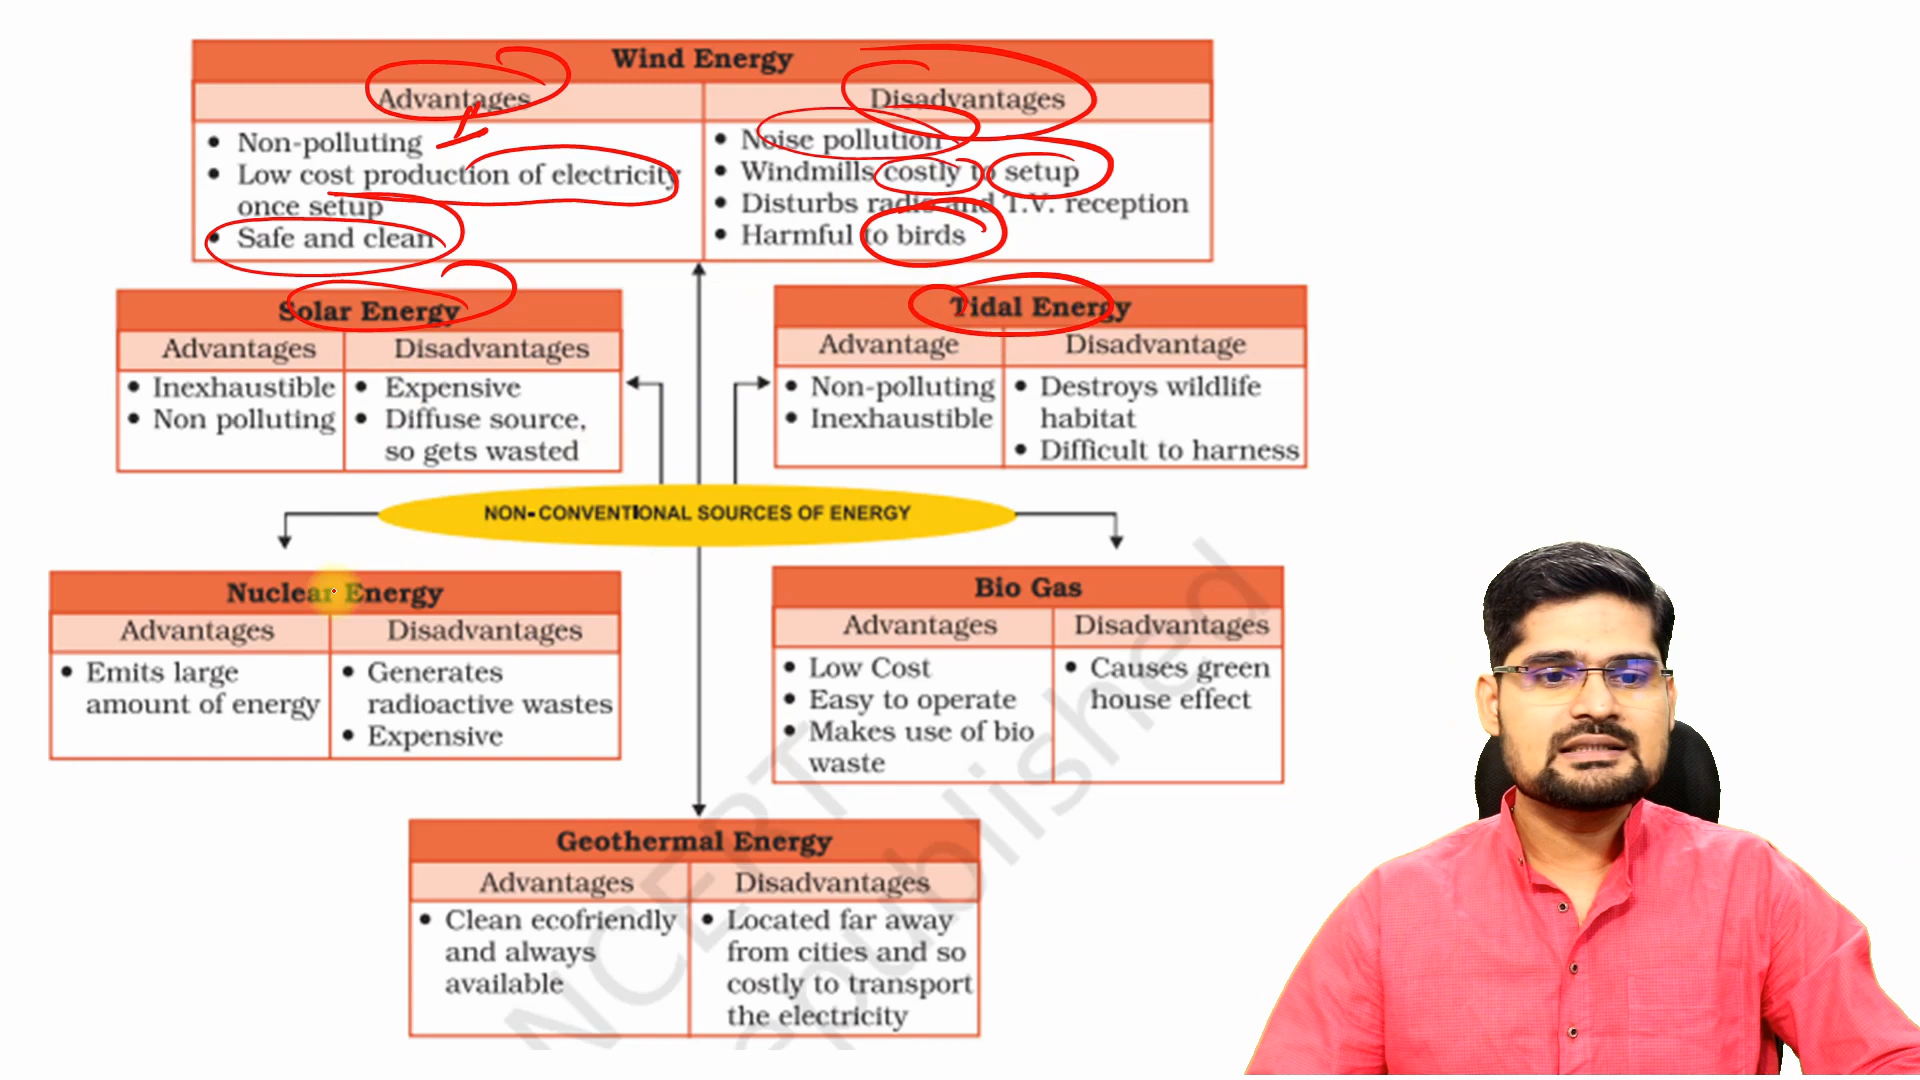 Wind Energy
Advantages
Disadvantages
• Non-polluting
• Low cost production of electricity
once setup
• Safe and clean
• Noise pollution
• Windmills costly to setup
• Disturbs radio and T.V. reception
• Harmful to birds
Solar Energy
Advantages
Disadvantages
• Inexhaustible
• Non polluting
• Expensive
• Diffuse source,
so gets wasted
Tidal Energy
Advantage
Disadvantage
• Non-polluting
• Inexhaustible
• Destroys wildlife
habitat
• Difficult to harness
NON-CONVENTIONAL SOURCES OF ENERGY
Nuclear Energy
Advantages
Disadvantages
• Emits large
amount of energy
• Generates
radioactive wastes
• Expensive
Bio Gas
Advantages
Disadvantages
• Low Cost
• Easy to operate
• Makes use of bio
waste
• Causes green
house effect
Geothermal Energy
Advantages
Disadvantages
• Clean ecofriendly
and always
available
• Located far away
from cities and so
costly to transport
the electricity
NCERT